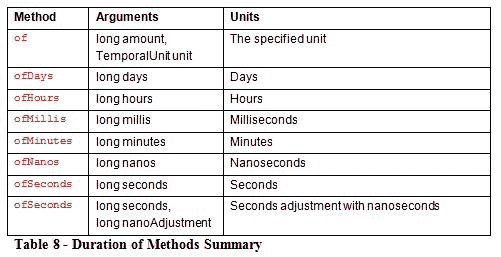 Method Arguments Units
of long amount, The specified unit
TemporalUnit unit
ofDays long days Days
ofHours long hours Hours
ofMillis long millis Milliseconds
ofMinutes long minutes Minutes
ofNanos long nanos Nanoseconds
ofSeconds long seconds Seconds
ofSeconds long seconds, Seconds adjustment with nanoseconds
long nanoAdjustment
Table 8 - Duration of Methods Summary